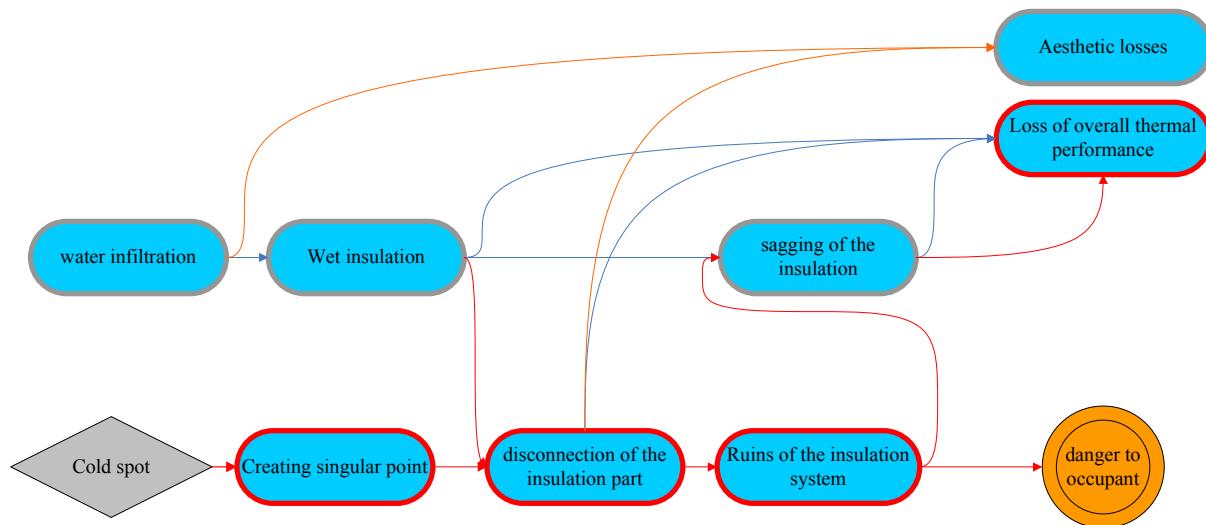 Aesthetic losses
Loss of overall thermal
performance
water infiltration
Wet insulation
sagging of the
insulation
Cold spot
Creating singular point
disconnection of the
insulation part
Ruins of the insulation
system
danger to
occupant